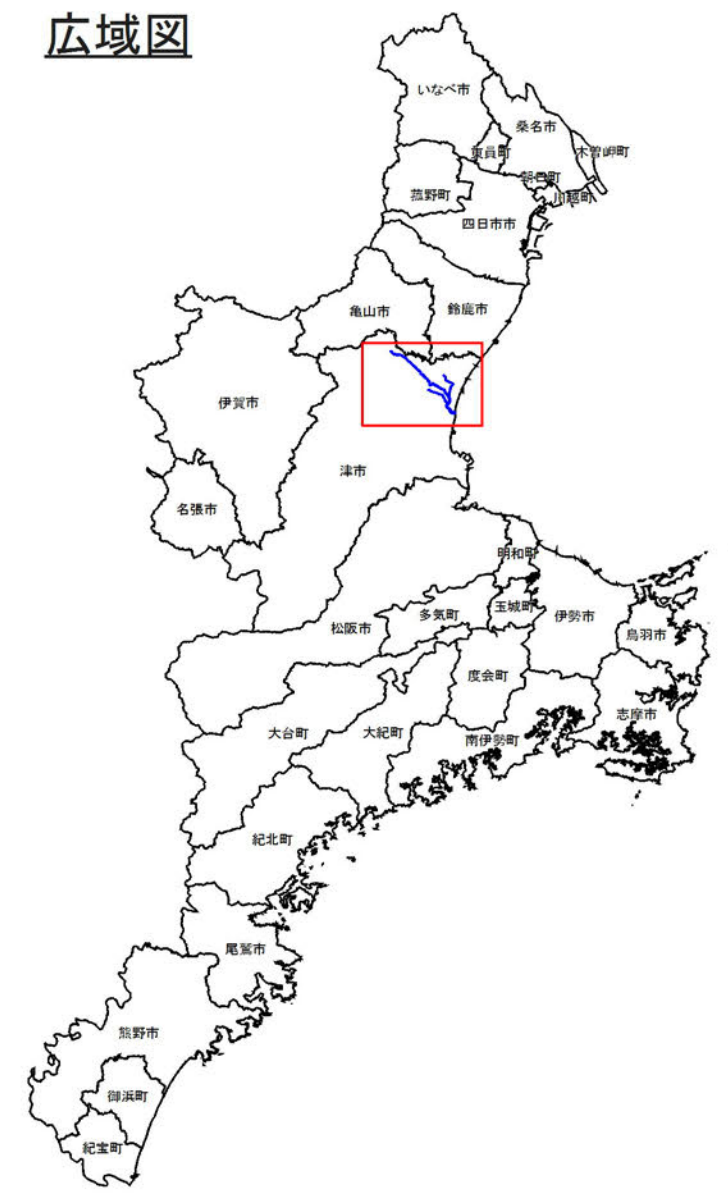 広域図
いなべ市
桑名市
東員町
木曽岬町
朝日町
菰野町
川越町
四日市市
亀山市
鈴鹿市
伊賀市
津市
名張市
明和町
玉城町
多気町
伊勢市
松阪市
鳥羽市
度会町
志摩市
大台町
大紀町
南伊勢町
紀北町
尾鷲市
熊野市
御浜町
紀宝町